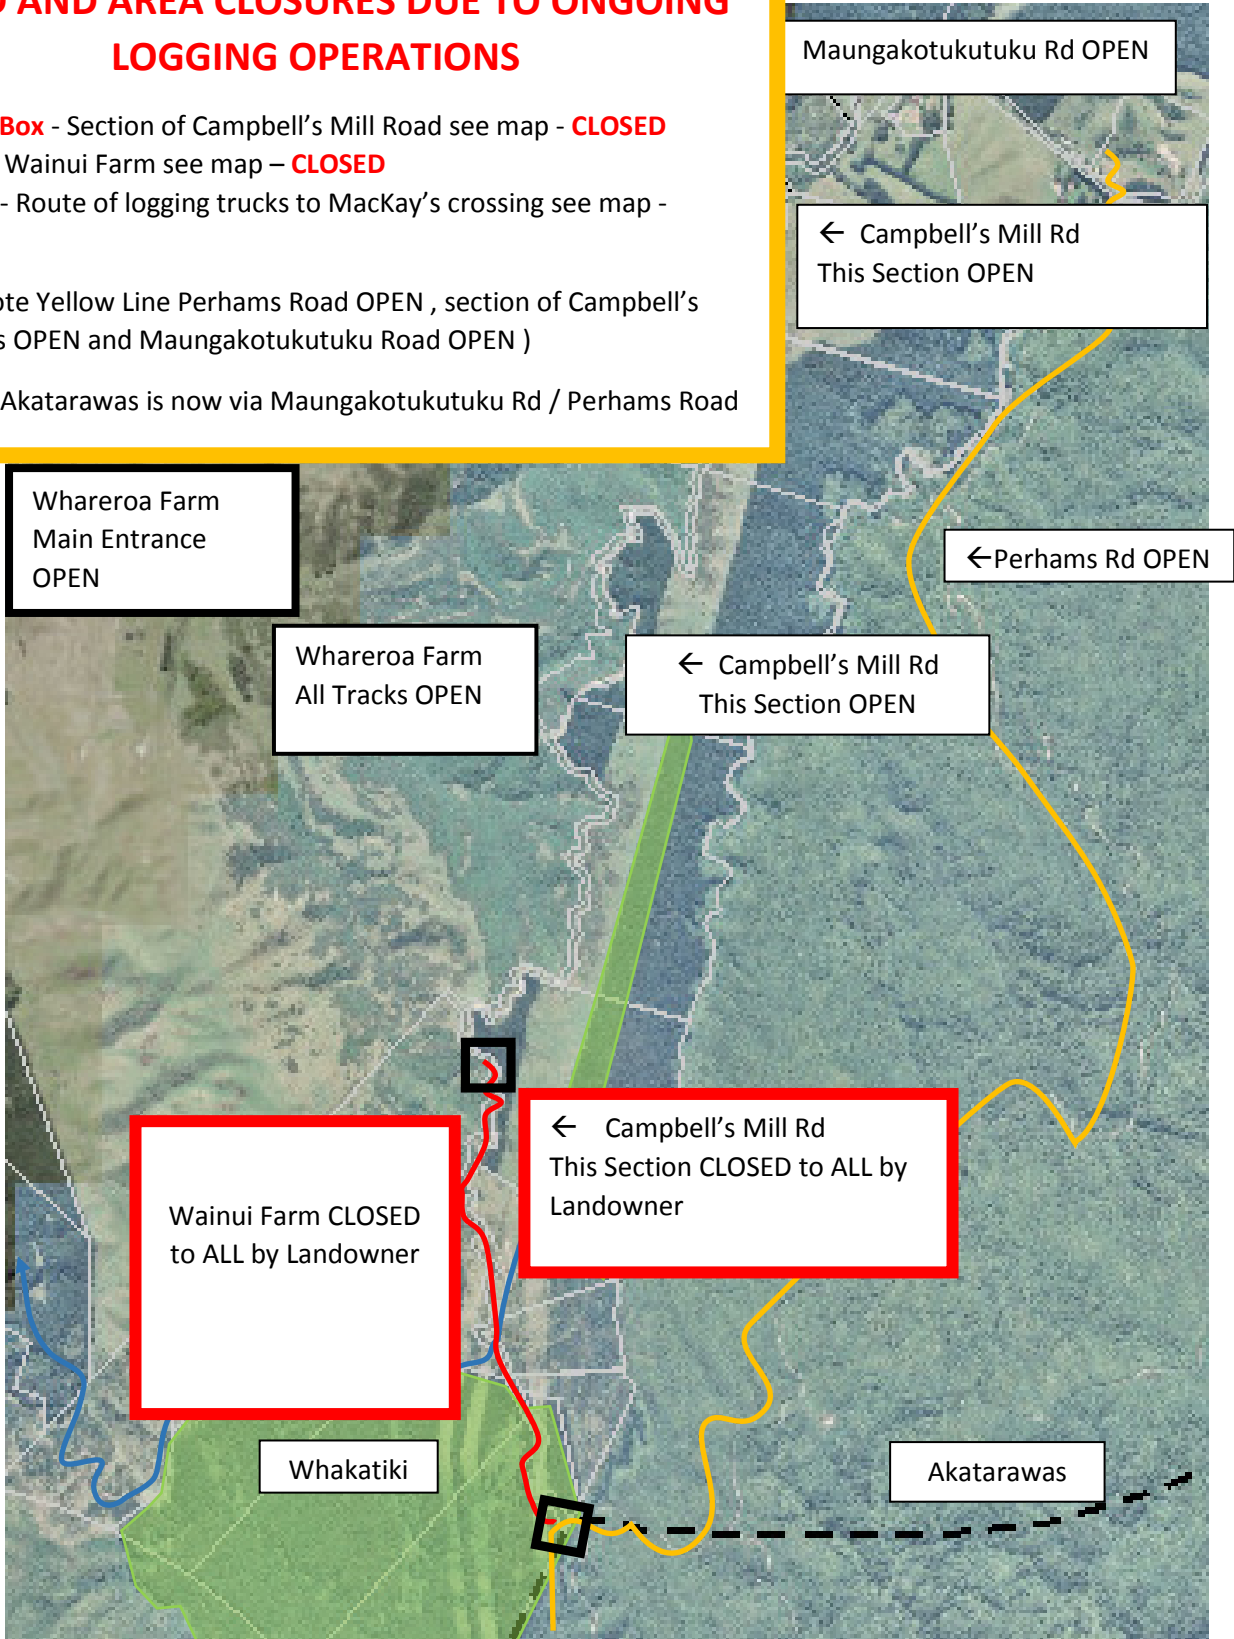 AND AREA CLOSURES DUE TO ONGOING
LOGGING OPERATIONS
Box - Section of Campbell's Mill Road see map - CLOSED
Wainui Farm see map – CLOSED
- Route of logging trucks to MacKay's crossing see map -
Yellow Line Perhams Road OPEN , section of Campbell's
OPEN and Maungakotukutuku Road OPEN )
Akatarawas is now via Maungakotukutuku Rd / Perhams Road
Maungakotukutuku Rd OPEN
← Campbell's Mill Rd
This Section OPEN
Whareroa Farm
Main Entrance
OPEN
←Perhams Rd OPEN
Whareroa Farm
All Tracks OPEN
← Campbell's Mill Rd
This Section OPEN
← Campbell's Mill Rd
This Section CLOSED to ALL by
Landowner
Wainui Farm CLOSED
to ALL by Landowner
Whakatiki
Akatarawas